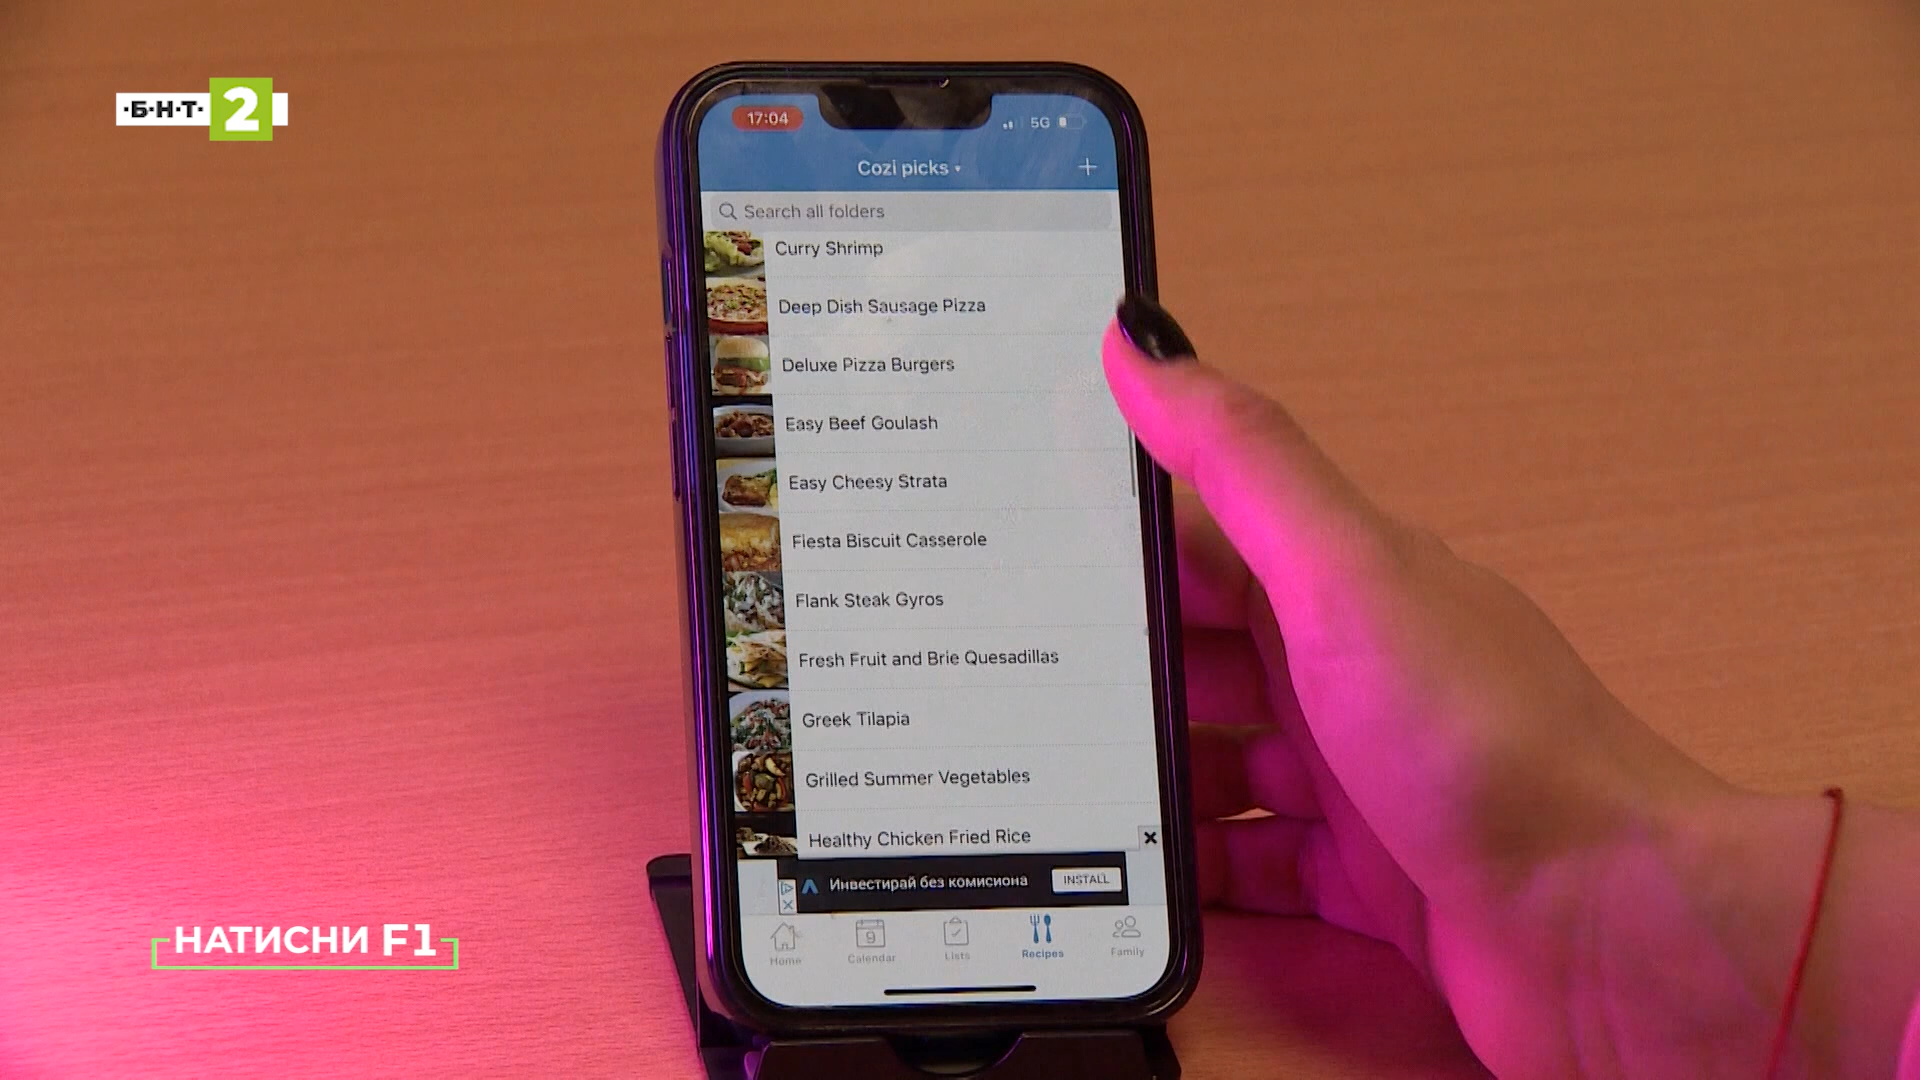 ·Б·Н·Т· 2
17:04
5G
Cozi picks
Search all folders
Curry Shrimp
Deep Dish Sausage Pizza
Deluxe Pizza Burgers
Easy Beef Goulash
Easy Cheesy Strata
Fiesta Biscuit Casserole
Flank Steak Gyros
Fresh Fruit and Brie Quesadillas
Greek Tilapia
Grilled Summer Vegetables
Healthy Chicken Fried Rice
Инвестирай без комисиона
INSTALL
9
Home
Calendar
Lists
Recipes
Family
НАТИСНИ F1